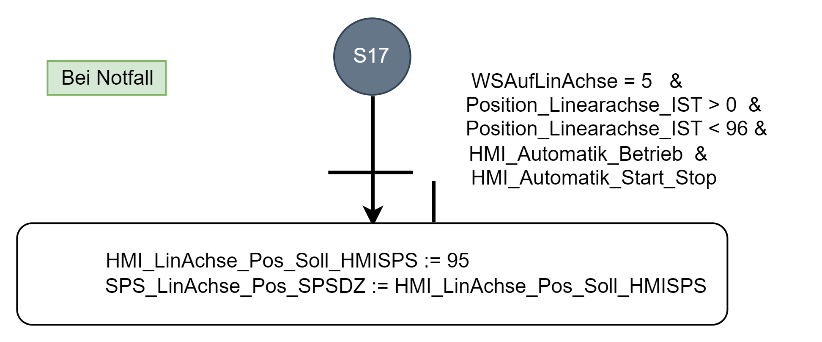 S17
Bei Notfall
WSAufLinAchse = 5 &
Position_Linearachse_IST > 0 &
Position_Linearachse_IST < 96 &
HMI_Automatik_Betrieb &
HMI_Automatik_Start_Stop
HMI_LinAchse_Pos_Soll_HMISPS := 95
SPS_LinAchse_Pos_SPSDZ := HMI_LinAchse_Pos_Soll_HMISPS